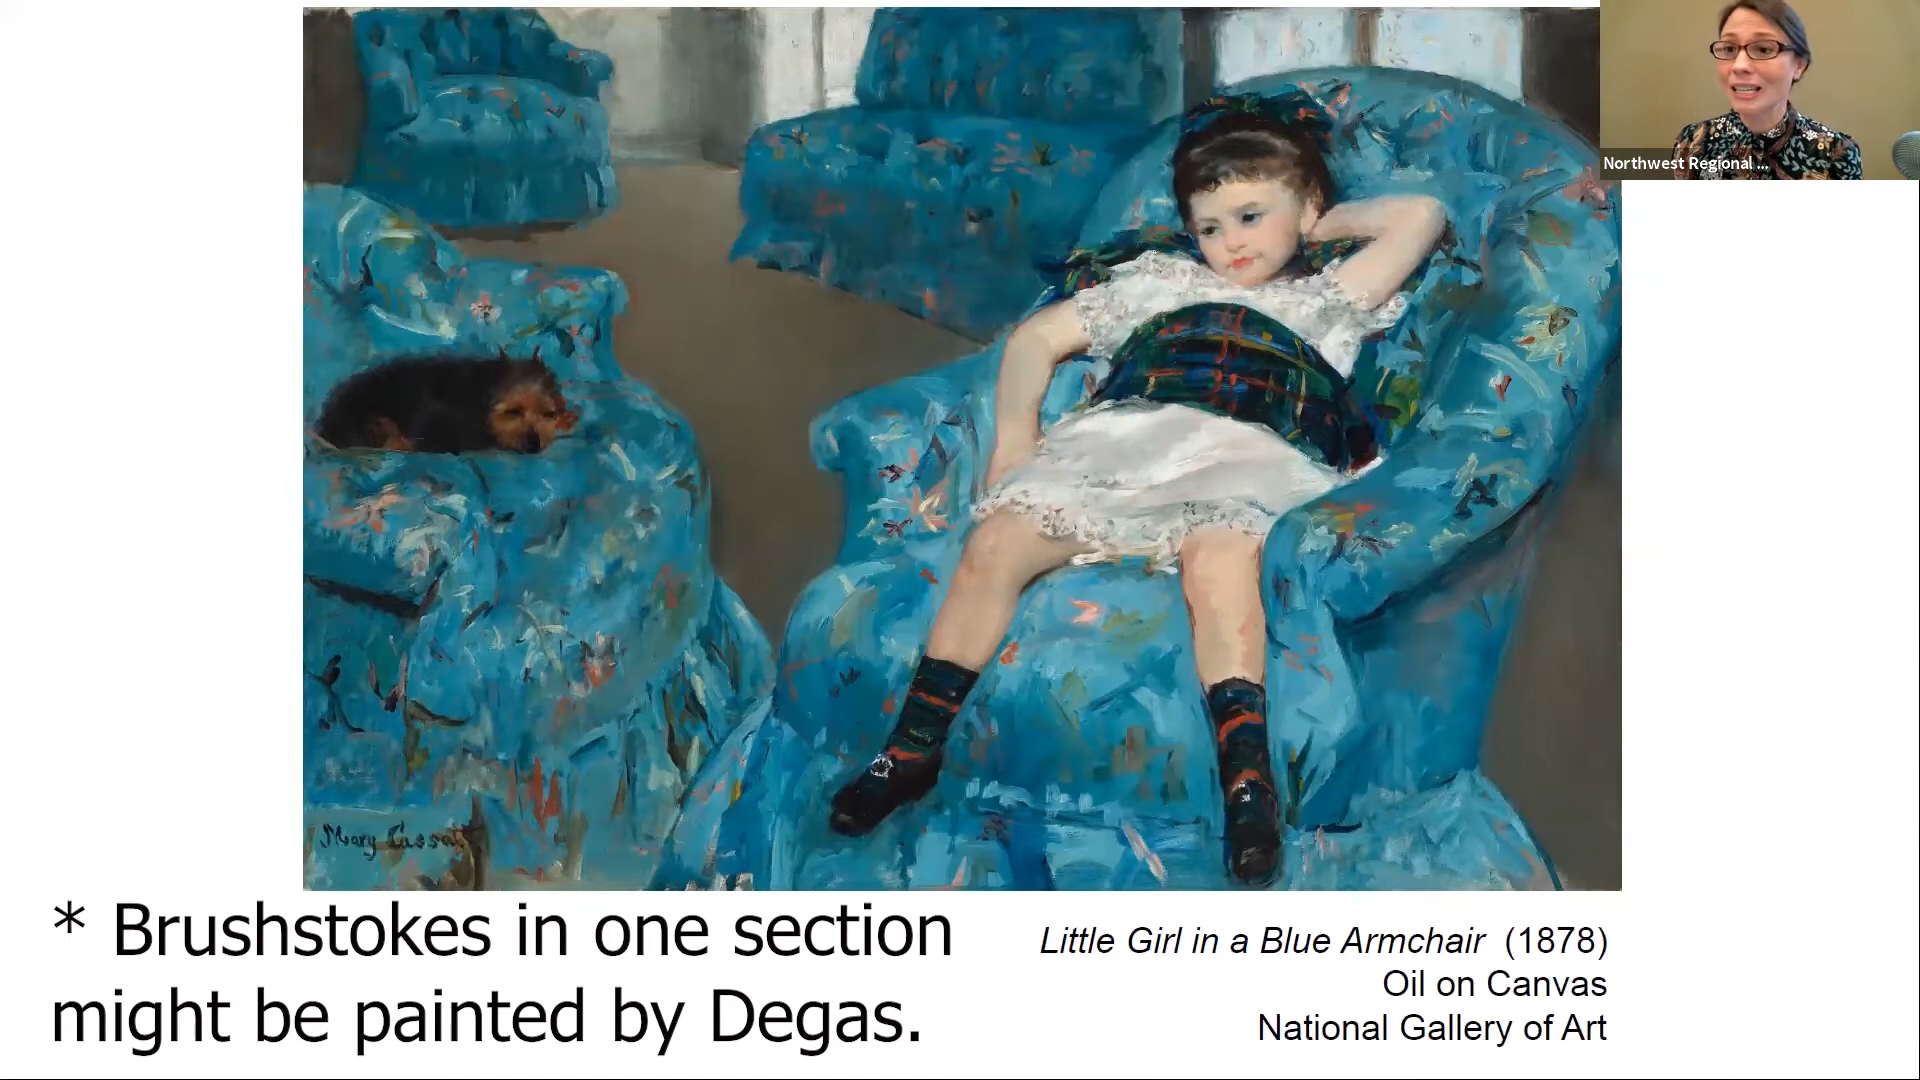 Northwest Regional ...
Mary Cassatt
* Brushstokes in one section
might be painted by Degas.
Little Girl in a Blue Armchair (1878)
Oil on Canvas
National Gallery of Art